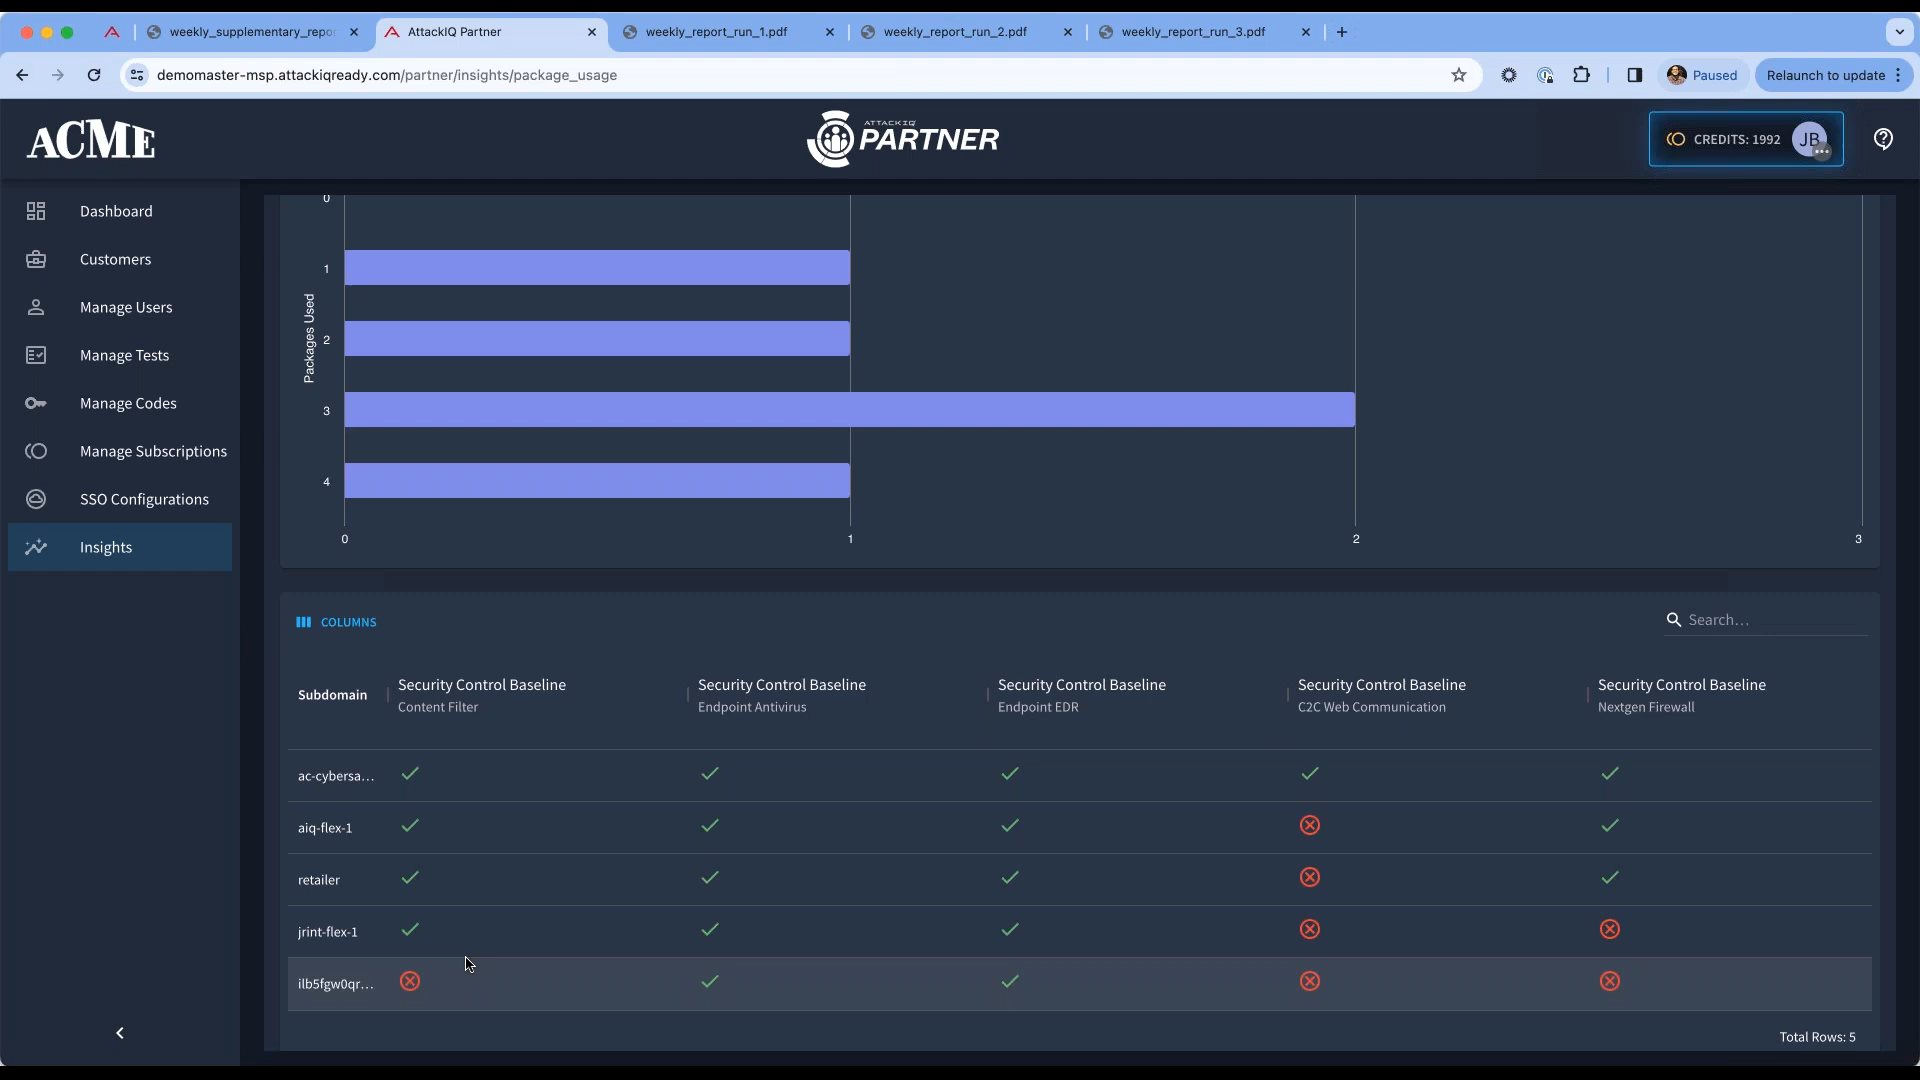 weekly_supplementary_repo
AttackIQ Partner
weekly_report_run_1.pdf
weekly_report_run_2.pdf
weekly_report_run_3.pdf
demomaster-msp.attackiqready.com/partner/insights/package_usage
Paused
Relaunch to update
ACME
ATTACKIQ
PARTNER
CREDITS: 1992
JB
Dashboard
Customers
Manage Users
Manage Tests
Manage Codes
Manage Subscriptions
SSO Configurations
Insights
Packages Used
0
1
2
3
4
0 1 2 3
COLUMNS
Search…
Subdomain
Security Control Baseline
Content Filter
Security Control Baseline
Endpoint Antivirus
Security Control Baseline
Endpoint EDR
Security Control Baseline
C2C Web Communication
Security Control Baseline
Nextgen Firewall
ac-cybersa…
aiq-flex-1
retailer
jrint-flex-1
ilb5fgw0qr…
Total Rows: 5